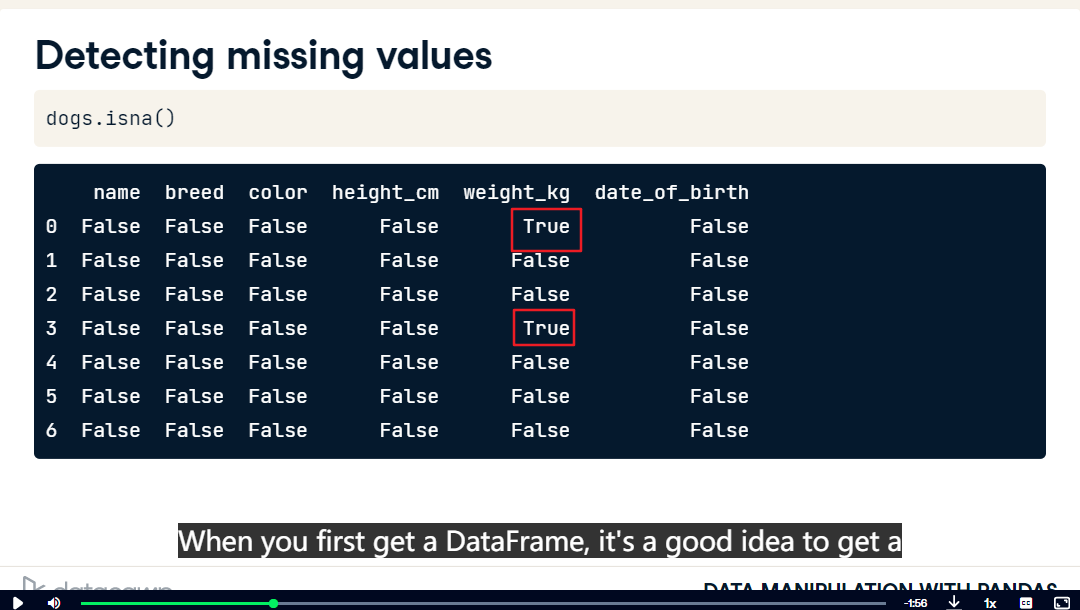 Detecting missing values
dogs.isna()
name breed color height_cm weight_kg date_of_birth
0 False False False False True False
1 False False False False False False
2 False False False False False False
3 False False False False True False
4 False False False False False False
5 False False False False False False
6 False False False False False False
When you first get a DataFrame, it's a good idea to get a
datacamp
DATA MANIPULATION WITH PANDAS
-1:56
1x
CC